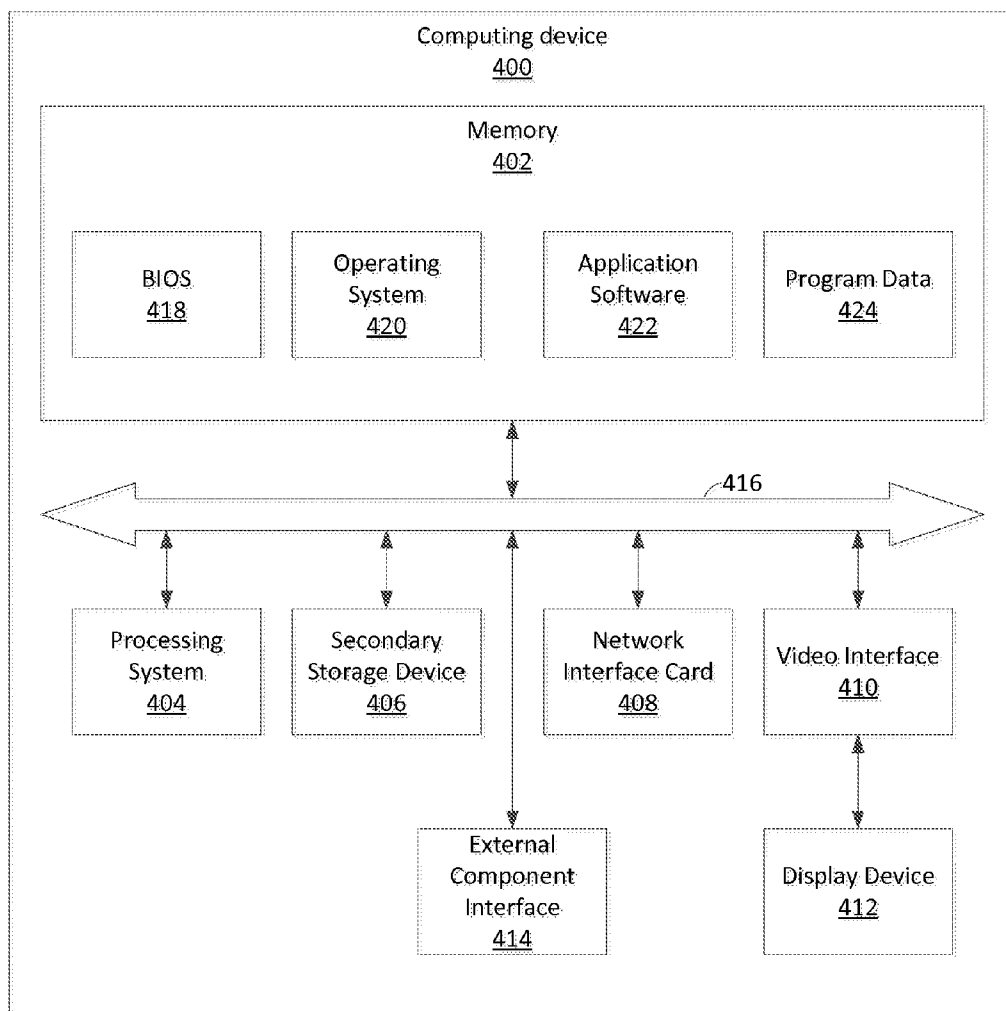 Computing device
400
Memory
402
BIOS
418
Operating
System
420
Application
Software
422
Program Data
424
416
Processing
System
404
Secondary
Storage Device
406
Network
Interface Card
408
Video Interface
410
External
Component
Interface
414
Display Device
412